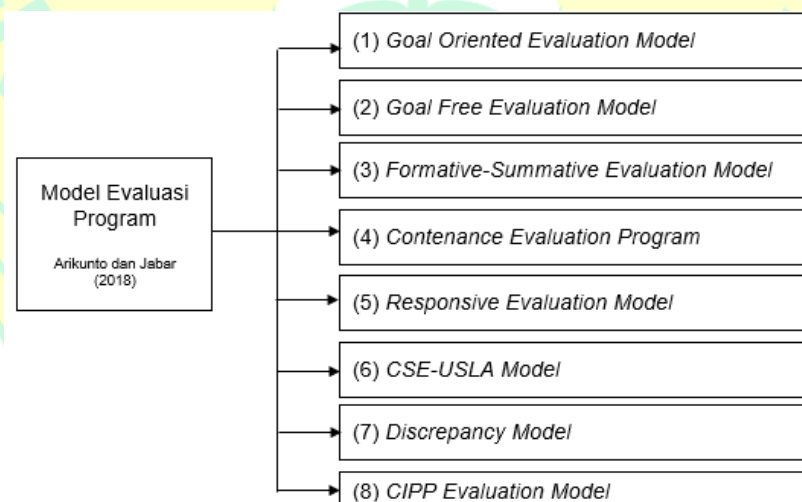 Model Evaluasi
Program
Arikunto dan Jabar
(2018)
(1) Goal Oriented Evaluation Model
(2) Goal Free Evaluation Model
(3) Formative-Summative Evaluation Model
(4) Contenance Evaluation Program
(5) Responsive Evaluation Model
(6) CSE-USLA Model
(7) Discrepancy Model
(8) CIPP Evaluation Model